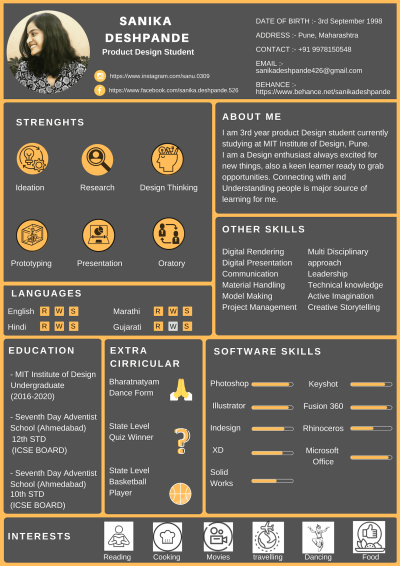 SANIKA
DESHPANDE
Product Design Student
https://www.instagram.com/sanu.0309
https://www.facebook.com/sanika.deshpande.526
DATE OF BIRTH :- 3rd September 1998
ADDRESS :- Pune, Maharashtra
CONTACT :- +91 9978150548
EMAIL :-
sanikadeshpande426@gmail.com
BEHANCE :-
https://www.behance.net/sanikadeshpande
STRENGHTS
Ideation
Research
Design Thinking
Prototyping
Presentation
Oratory
ABOUT ME
I am 3rd year product Design student currently
studying at MIT Institute of Design, Pune.
I am a Design enthusiast always excited for
new things, also a keen learner ready to grab
opportunities. Connecting with and
Understanding people is major source of
learning for me.
OTHER SKILLS
Digital Rendering
Digital Presentation
Communication
Material Handling
Model Making
Project Management
Multi Disciplinary
approach
Leadership
Technical knowledge
Active Imagination
Creative Storytelling
LANGUAGES
English R W S
Marathi R W S
Hindi R W S
Gujarati R W S
EDUCATION
- MIT Institute of Design
Undergraduate
(2016-2020)
- Seventh Day Adventist
School (Ahmedabad)
12th STD
(ICSE BOARD)
- Seventh Day Adventist
School (Ahmedabad)
10th STD
(ICSE BOARD)
EXTRA
CIRRICULAR
Bharatnatyam
Dance Form
State Level
Quiz Winner
State Level
Basketball
Player
SOFTWARE SKILLS
Photoshop
Illustrator
Indesign
XD
Solid
Works
Keyshot
Fusion 360
Rhinoceros
Microsoft
Office
INTERESTS
Reading
Cooking
Movies
travelling
Dancing
Food